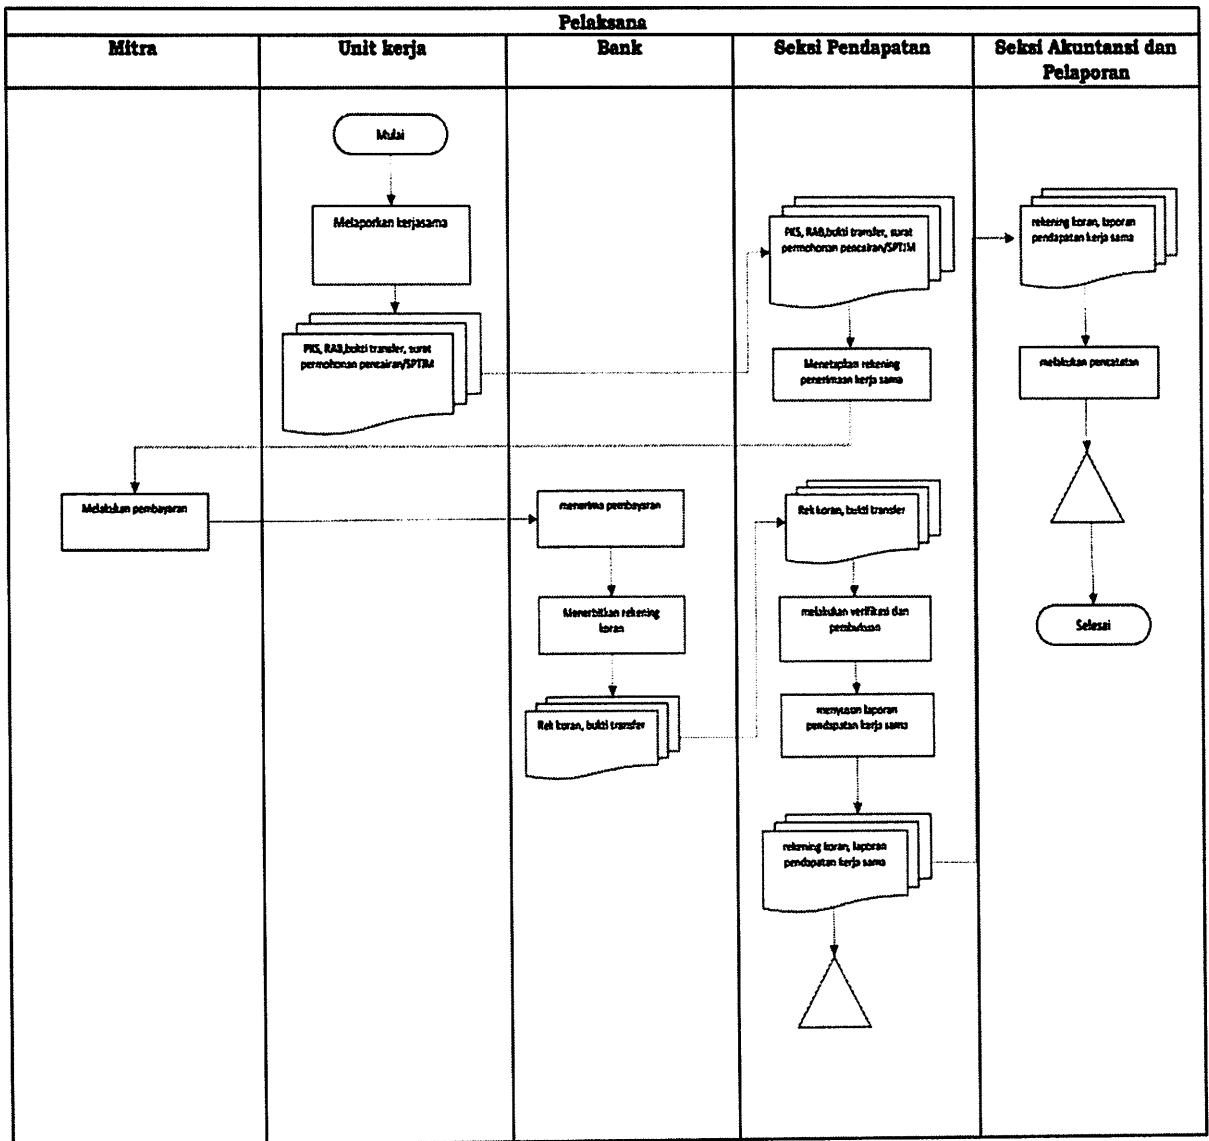 Pelaksana
Mitra
Unit kerja
Bank
Seksi Pendapatan
Seksi Akuntansi dan
Pelaporan
Mulai
Melaporkan kerjasama
PKS, RAB,bukti transfer, surat
permohonan pencairan/SPTJM
PKS, RAB,bukti transfer, surat
permohonan pencairan/SPTJM
Menetapkan rekening
penerimaan kerja sama
rekening koran, laporan
pendapatan kerja sama
melakukan pencatatan
Melakukan pembayaran
menerima pembayaran
Menerbitkan rekening
koran
Rek koran, bukti transfer
Rek koran, bukti transfer
melakukan verifikasi dan
pembukuan
menyusun laporan
pendapatan kerja sama
rekening koran, laporan
pendapatan kerja sama
Selesai